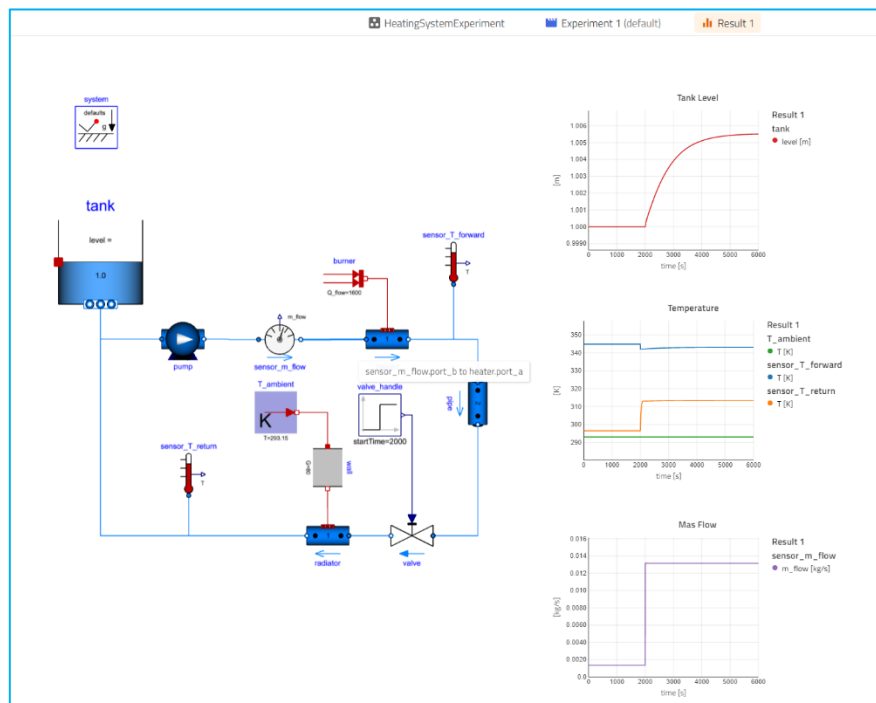 HeatingSystemExperiment
Experiment 1 (default)
Result 1
system
defaults
g
tank
level =
1.0
burner
Q_flow=1600
sensor_T_forward
T
m_flow
pump
sensor_m_flow
1
sensor_m_flow.port_b to heater.port_a
T_ambient
K
T=293.15
valve_handle
startTime=2000
pipe
2
sensor_T_return
T
wall
G=80
1
radiator
valve
Tank Level
[m]
1.006
1.005
1.004
1.002
1.001
1.000
0.9990
0
1000
2000
3000
4000
5000
6000
time [s]
Result 1
tank
level [m]
Temperature
[K]
340
330
320
310
300
290
0
1000
2000
3000
4000
5000
6000
time [s]
Result 1
T_ambient
T [K]
sensor_T_forward
T [K]
sensor_T_return
T [K]
Mas Flow
[kg/s]
0.016
0.014
0.012
0.010
0.0080
0.0060
0.0040
0.0020
0.0
0
1000
2000
3000
4000
5000
6000
time [s]
Result 1
sensor_m_flow
m_flow [kg/s]